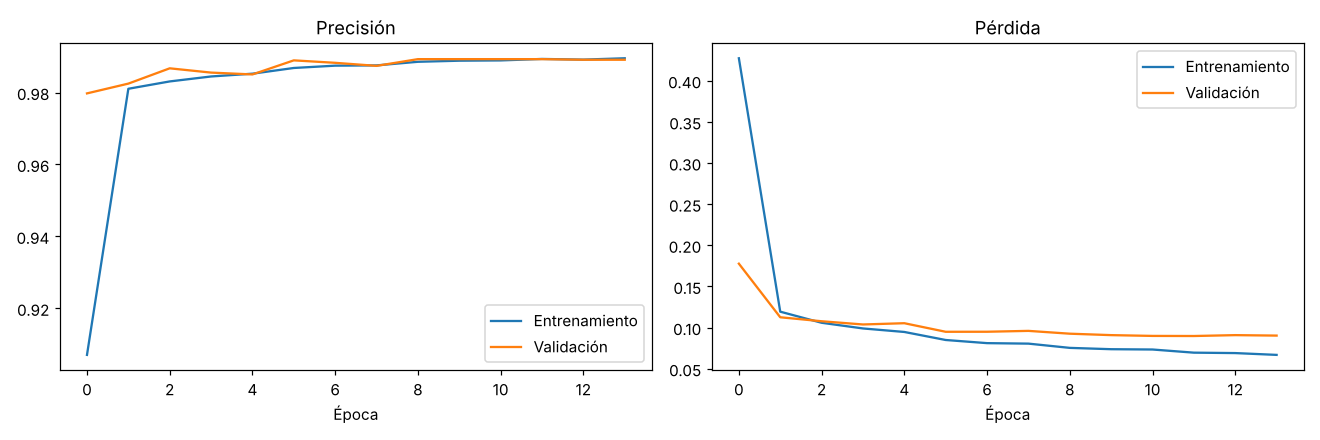 Precisión
0.98
0.96
0.94
0.92
0 2 4 6 8 10 12
Época
Entrenamiento
Validación
Pérdida
0.40
0.35
0.30
0.25
0.20
0.15
0.10
0.05
0 2 4 6 8 10 12
Época
Entrenamiento
Validación